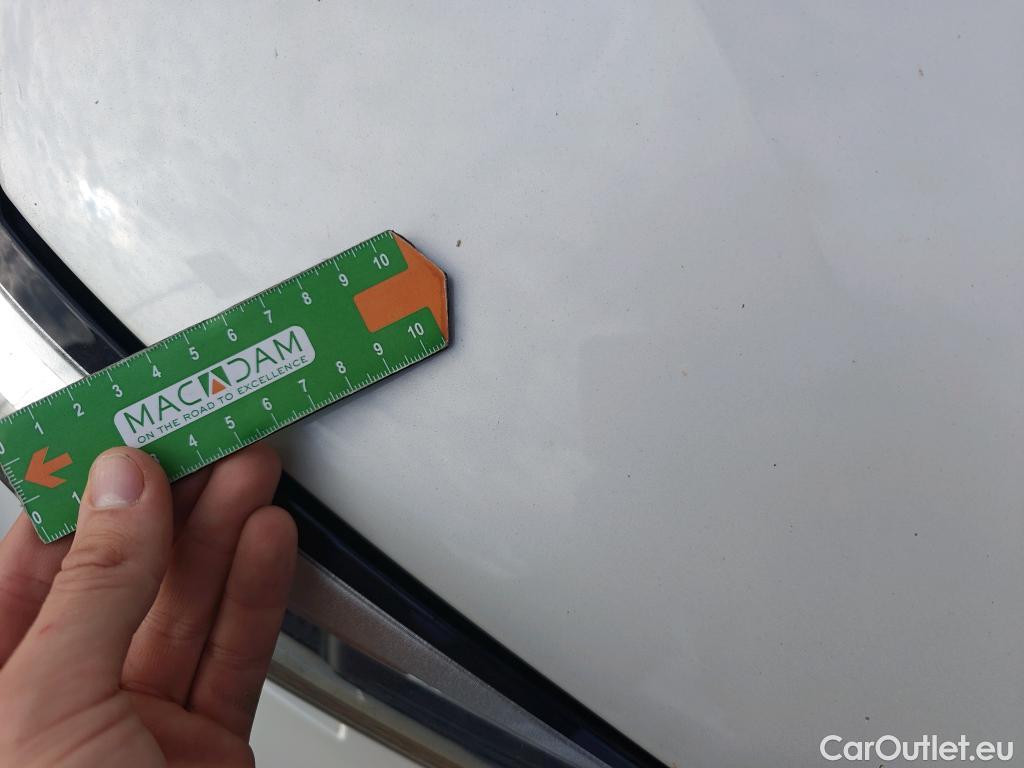 0 1 2 3 4 5 6 7 8 9 10
MACADAM
ON THE ROAD TO EXCELLENCE
0 1 3 4 5 6 7 8 9 10
CarOutlet.eu